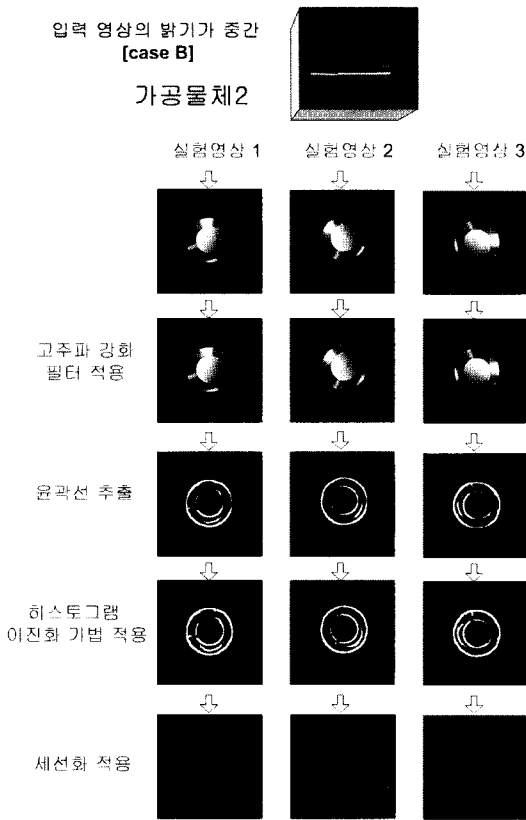 입력 영상의 밝기가 중간
[case B]
가공물체2
실험영상 1 실험영상 2 실험영상 3
고주파 강화
필터 적용
윤곽선 추출
히스토그램
이진화 기법 적용
세선화 적용